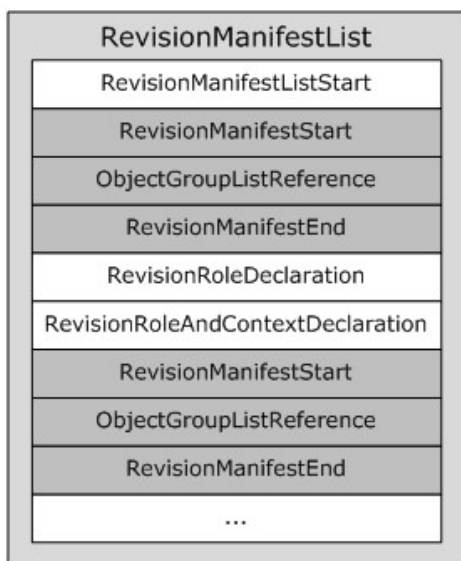 RevisionManifestList
RevisionManifestListStart
RevisionManifestStart
ObjectGroupListReference
RevisionManifestEnd
RevisionRoleDeclaration
RevisionRoleAndContextDeclaration
RevisionManifestStart
ObjectGroupListReference
RevisionManifestEnd
...